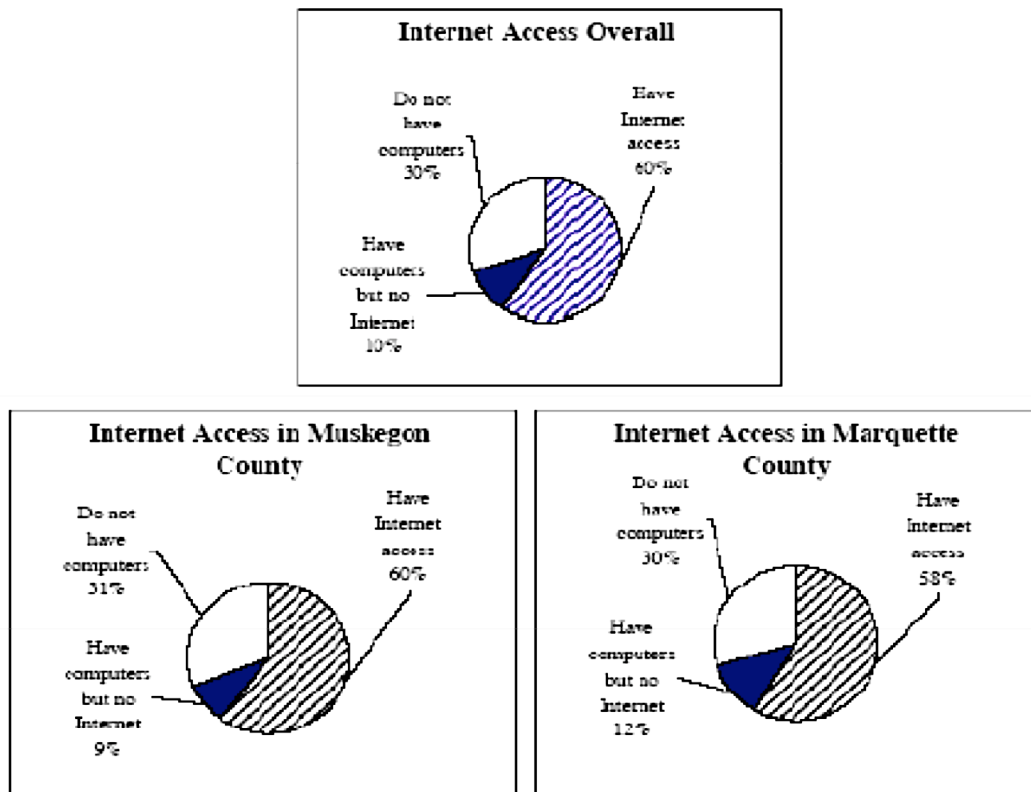 Internet Access Overall
Do not
have
computers
30%
Have
Internet
access
60%
Have
computers
but no
Internet
10%
Internet Access in Muskegon
County
Do not
have
computers
31%
Have
Internet
access
60%
Have
computers
but no
Internet
9%
Internet Access in Marquette
County
Do not
have
computers
30%
Have
Internet
access
58%
Have
computers
but no
Internet
12%